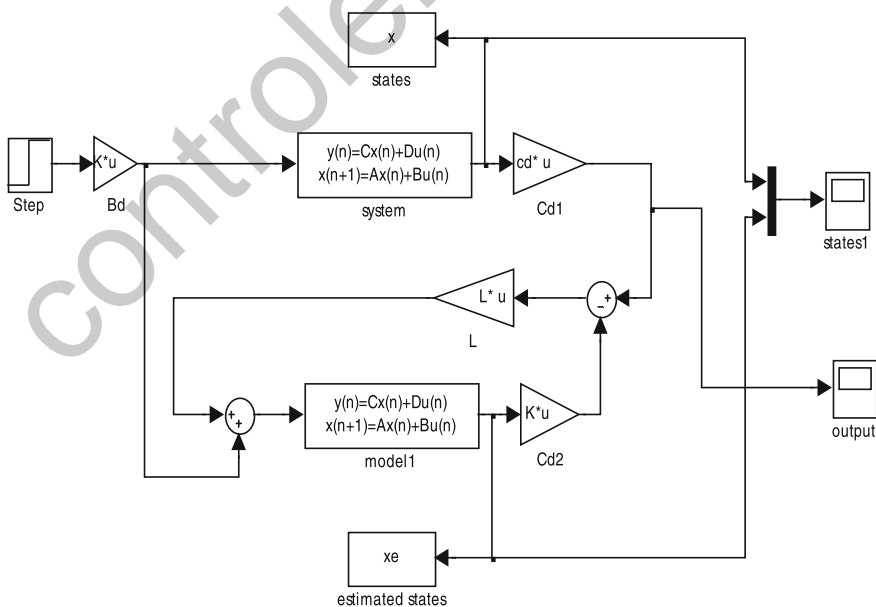 controle
x
states
Step
K*u
Bd
y(n)=Cx(n)+Du(n)
x(n+1)=Ax(n)+Bu(n)
system
cd* u
Cd1
states1
L* u
L
+
−
+
+
y(n)=Cx(n)+Du(n)
x(n+1)=Ax(n)+Bu(n)
model1
K*u
Cd2
output
xe
estimated states